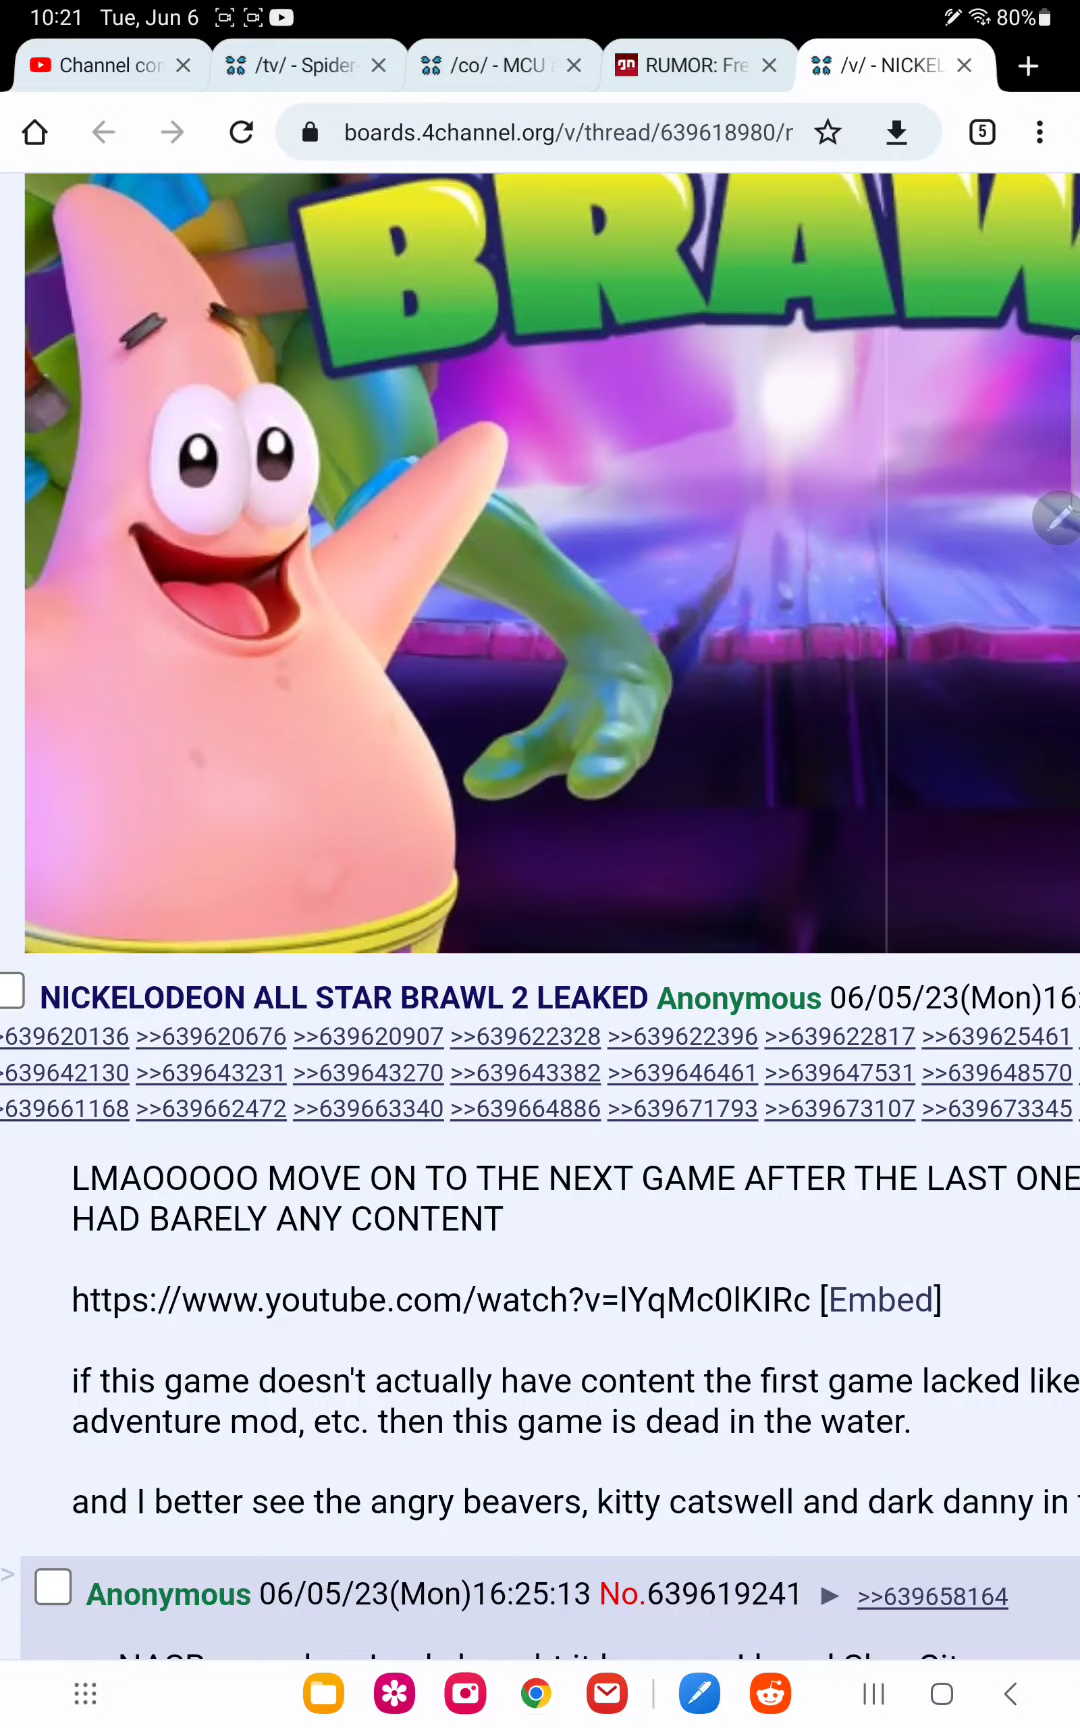 10:21 Tue, Jun 6 80%
Channel cor /tv/ - Spider /co/ - MCU RUMOR: Fre /v/ - NICKEL
boards.4channel.org/v/thread/639618980/r 5
BRAW
NICKELODEON ALL STAR BRAWL 2 LEAKED Anonymous 06/05/23(Mon)16:
>639620136 >>639620676 >>639620907 >>639622328 >>639622396 >>639622817 >>639625461
>639642130 >>639643231 >>639643270 >>639643382 >>639646461 >>639647531 >>639648570
>639661168 >>639662472 >>639663340 >>639664886 >>639671793 >>639673107 >>639673345
LMAOOOOO MOVE ON TO THE NEXT GAME AFTER THE LAST ONE
HAD BARELY ANY CONTENT
https://www.youtube.com/watch?v=lYqMc0lKIRc [Embed]
if this game doesn't actually have content the first game lacked like
adventure mod, etc. then this game is dead in the water.
and I better see the angry beavers, kitty catswell and dark danny in
Anonymous 06/05/23(Mon)16:25:13 No.639619241 ▶ >>639658164